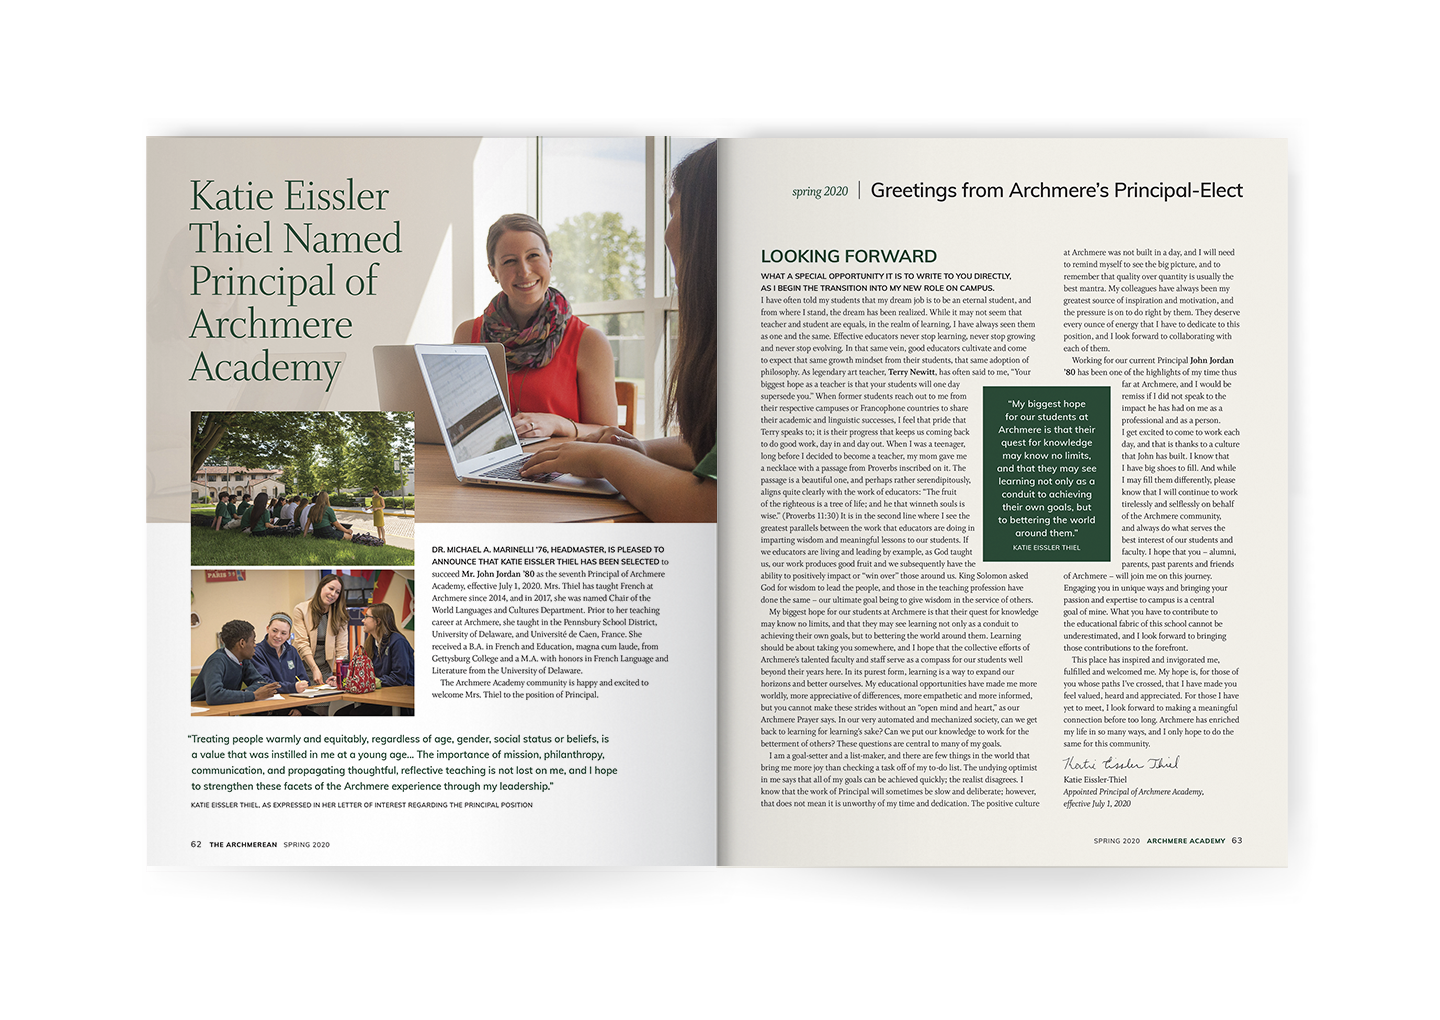 Katie Eissler
Thiel Named
Principal of
Archmere
Academy
PARIS
DR. MICHAEL A. MARINELLI '76, HEADMASTER, IS PLEASED TO
ANNOUNCE THAT KATIE EISSLER THIEL HAS BEEN SELECTED to
succeed Mr. John Jordan '80 as the seventh Principal of Archmere
Academy, effective July 1, 2020. Mrs. Thiel has taught French at
Archmere since 2014, and in 2017, she was named Chair of the
World Languages and Cultures Department. Prior to her teaching
career at Archmere, she taught in the Pennsbury School District,
University of Delaware, and Université de Caen, France. She
received a B.A. in French and Education, magna cum laude, from
Gettysburg College and a M.A. with honors in French Language and
Literature from the University of Delaware.
The Archmere Academy community is happy and excited to
welcome Mrs. Thiel to the position of Principal.
“Treating people warmly and equitably, regardless of age, gender, social status or beliefs, is
a value that was instilled in me at a young age... The importance of mission, philanthropy,
communication, and propagating thoughtful, reflective teaching is not lost on me, and I hope
to strengthen these facets of the Archmere experience through my leadership.”
KATIE EISSLER THIEL, AS EXPRESSED IN HER LETTER OF INTEREST REGARDING THE PRINCIPAL POSITION
62 THE ARCHMEREAN SPRING 2020
spring 2020 | Greetings from Archmere's Principal-Elect
LOOKING FORWARD
WHAT A SPECIAL OPPORTUNITY IT IS TO WRITE TO YOU DIRECTLY,
AS I BEGIN THE TRANSITION INTO MY NEW ROLE ON CAMPUS.
I have often told my students that my dream job is to be an eternal student, and
from where I stand, the dream has been realized. While it may not seem that
teacher and student are equals, in the realm of learning, I have always seen them
as one and the same. Effective educators never stop learning, never stop growing
and never stop evolving. In that same vein, good educators cultivate and come
to expect that same growth mindset from their students, that same adoption of
philosophy. As legendary art teacher, Terry Newitt, has often said to me, “Your
biggest hope as a teacher is that your students will one day
supersede you.” When former students reach out to me from
their respective campuses or Francophone countries to share
their academic and linguistic successes, I feel that pride that
Terry speaks to; it is their progress that keeps us coming back
to do good work, day in and day out. When I was a teenager,
long before I decided to become a teacher, my mom gave me
a necklace with a passage from Proverbs inscribed on it. The
passage is a beautiful one, and perhaps rather serendipitously,
aligns quite clearly with the work of educators: “The fruit
of the righteous is a tree of life; and he that winneth souls is
wise.” (Proverbs 11:30) It is in the second line where I see the
greatest parallels between the work that educators are doing in
imparting wisdom and meaningful lessons to our students. If
we educators are living and leading by example, as God taught
us, our work produces good fruit and we subsequently have the
ability to positively impact or “win over” those around us. King Solomon asked
God for wisdom to lead the people, and those in the teaching profession have
done the same – our ultimate goal being to give wisdom in the service of others.
My biggest hope for our students at Archmere is that their quest for knowledge
may know no limits, and that they may see learning not only as a conduit to
achieving their own goals, but to bettering the world around them. Learning
should be about taking you somewhere, and I hope that the collective efforts of
Archmere's talented faculty and staff serve as a compass for our students well
beyond their years here. In its purest form, learning is a way to expand our
horizons and better ourselves. My educational opportunities have made me more
worldly, more appreciative of differences, more empathetic and more informed,
but you cannot make these strides without an “open mind and heart,” as our
Archmere Prayer says. In our very automated and mechanized society, can we get
back to learning for learning's sake? Can we put our knowledge to work for the
betterment of others? These questions are central to many of my goals.
I am a goal-setter and a list-maker, and there are few things in the world that
bring me more joy than checking a task off of my to-do list. The undying optimist
in me says that all of my goals can be achieved quickly; the realist disagrees. I
know that the work of Principal will sometimes be slow and deliberate; however,
that does not mean it is unworthy of my time and dedication. The positive culture
“My biggest hope
for our students at
Archmere is that their
quest for knowledge
may know no limits,
and that they may see
learning not only as a
conduit to achieving
their own goals, but
to bettering the world
around them.”
KATIE EISSLER THIEL
at Archmere was not built in a day, and I will need
to remind myself to see the big picture, and to
remember that quality over quantity is usually the
best mantra. My colleagues have always been my
greatest source of inspiration and motivation, and
the pressure is on to do right by them. They deserve
every ounce of energy that I have to dedicate to this
position, and I look forward to collaborating with
each of them.
Working for our current Principal John Jordan
'80 has been one of the highlights of my time thus
far at Archmere, and I would be
remiss if I did not speak to the
impact he has had on me as a
professional and as a person.
I get excited to come to work each
day, and that is thanks to a culture
that John has built. I know that
I have big shoes to fill. And while
I may fill them differently, please
know that I will continue to work
tirelessly and selflessly on behalf
of the Archmere community,
and always do what serves the
best interest of our students and
faculty. I hope that you – alumni,
parents, past parents and friends
of Archmere – will join me on this journey.
Engaging you in unique ways and bringing your
passion and expertise to campus is a central
goal of mine. What you have to contribute to
the educational fabric of this school cannot be
underestimated, and I look forward to bringing
those contributions to the forefront.
This place has inspired and invigorated me,
fulfilled and welcomed me. My hope is, for those of
you whose paths I've crossed, that I have made you
feel valued, heard and appreciated. For those I have
yet to meet, I look forward to making a meaningful
connection before too long. Archmere has enriched
my life in so many ways, and I only hope to do the
same for this community.
Katie Eissler Thiel
Katie Eissler-Thiel
Appointed Principal of Archmere Academy,
effective July 1, 2020
SPRING 2020 ARCHMERE ACADEMY 63